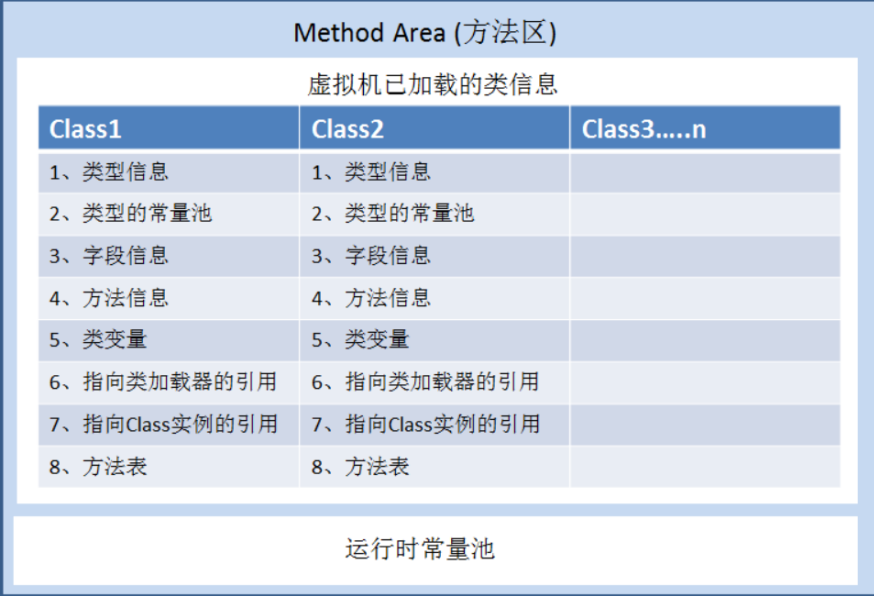 Method Area (方法区)
虚拟机已加载的类信息
Class1 Class2 Class3.....n
1、类型信息 1、类型信息
2、类型的常量池 2、类型的常量池
3、字段信息 3、字段信息
4、方法信息 4、方法信息
5、类变量 5、类变量
6、指向类加载器的引用 6、指向类加载器的引用
7、指向Class实例的引用 7、指向Class实例的引用
8、方法表 8、方法表
运行时常量池